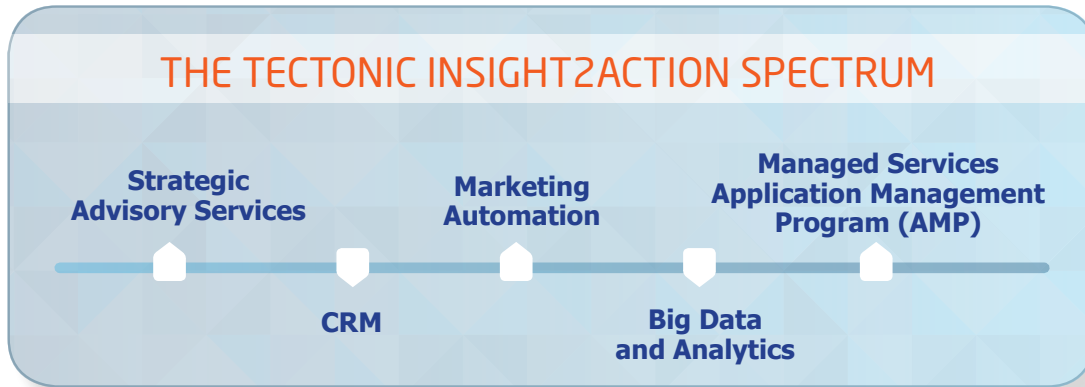 THE TECTONIC INSIGHT2ACTION SPECTRUM
Strategic
Advisory Services
CRM
Marketing
Automation
Big Data
and Analytics
Managed Services
Application Management
Program (AMP)